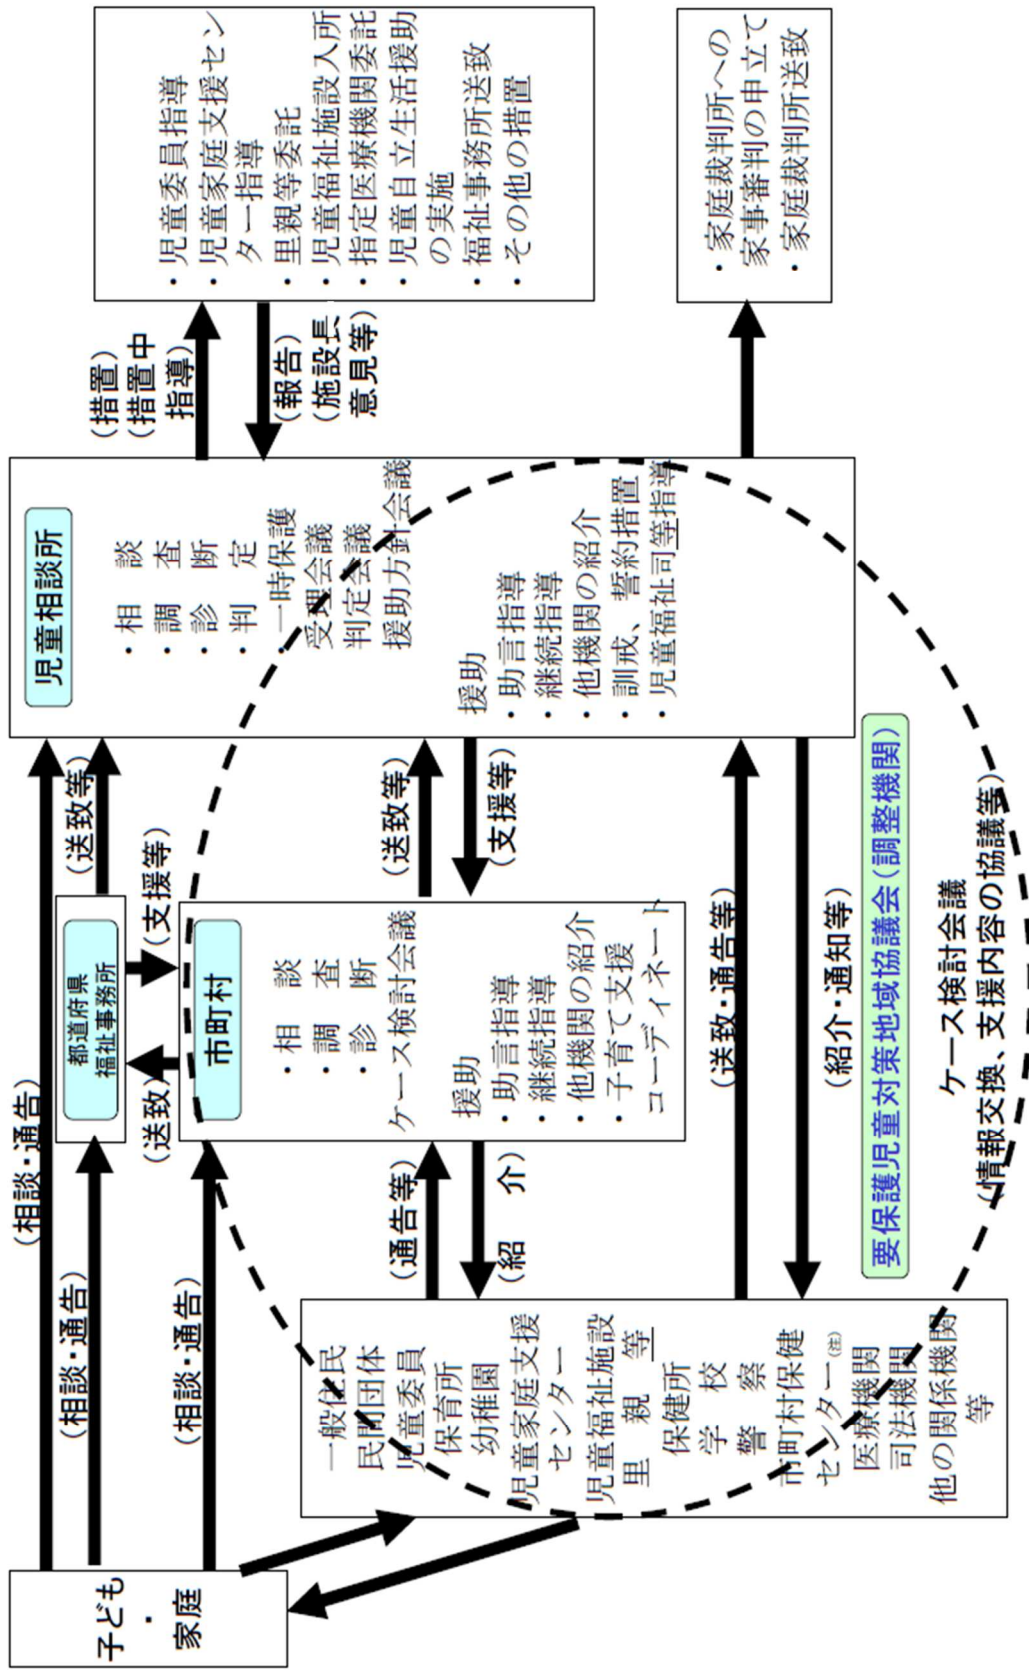 子ども
・
家庭
(相談・通告)
(相談・通告)
(相談・通告)
一般住民
民間団体
児童委員
保育所
幼稚園
児童家庭支援
センター
児童福祉施設
里 親 等
保健所
学 校
警 察
市町村保健
センター(注)
医療機関
司法機関
他の関係機関
等
都道府県
福祉事務所
(送致)
(支援等)
(送致等)
市町村
・相 談
・調 査
・診 断
ケース検討会議
援助
・助言指導
・継続指導
・他機関の紹介
・子育て支援
コーディネート
(通告等)
(紹 介)
(送致等)
(支援等)
(送致・通告等)
(紹介・通知等)
児童相談所
・相 談
・調 査
・診 断
・判 定
・一時保護
受理会議
判定会議
援助方針会議
援助
・助言指導
・継続指導
・他機関の紹介
・訓戒、誓約措置
・児童福祉司等指導
(措置)
(措置中
指導)
(報告)
(施設長
意見等)
・児童委員指導
・児童家庭支援セン
ター指導
・里親等委託
・児童福祉施設入所
・指定医療機関委託
・児童自立生活援助
の実施
・福祉事務所送致
・その他の措置
・家庭裁判所への
家事審判の申立て
・家庭裁判所送致
要保護児童対策地域協議会(調整機関)
ケース検討会議
(情報交換、支援内容の協議等)